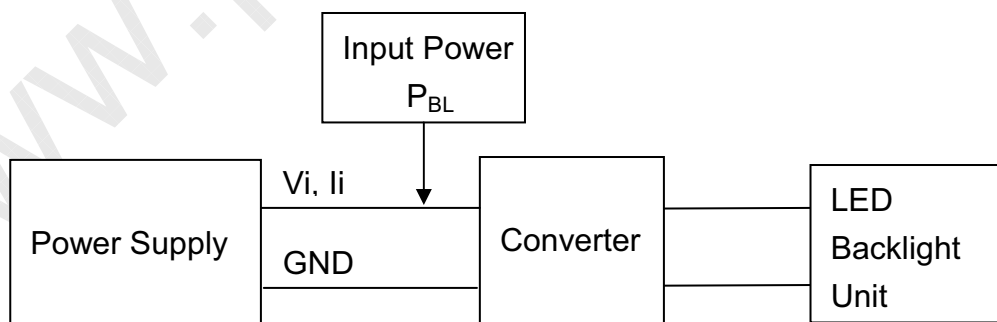 Input Power
P_BL
Vi, Ii
Power Supply
GND
Converter
LED
Backlight
Unit